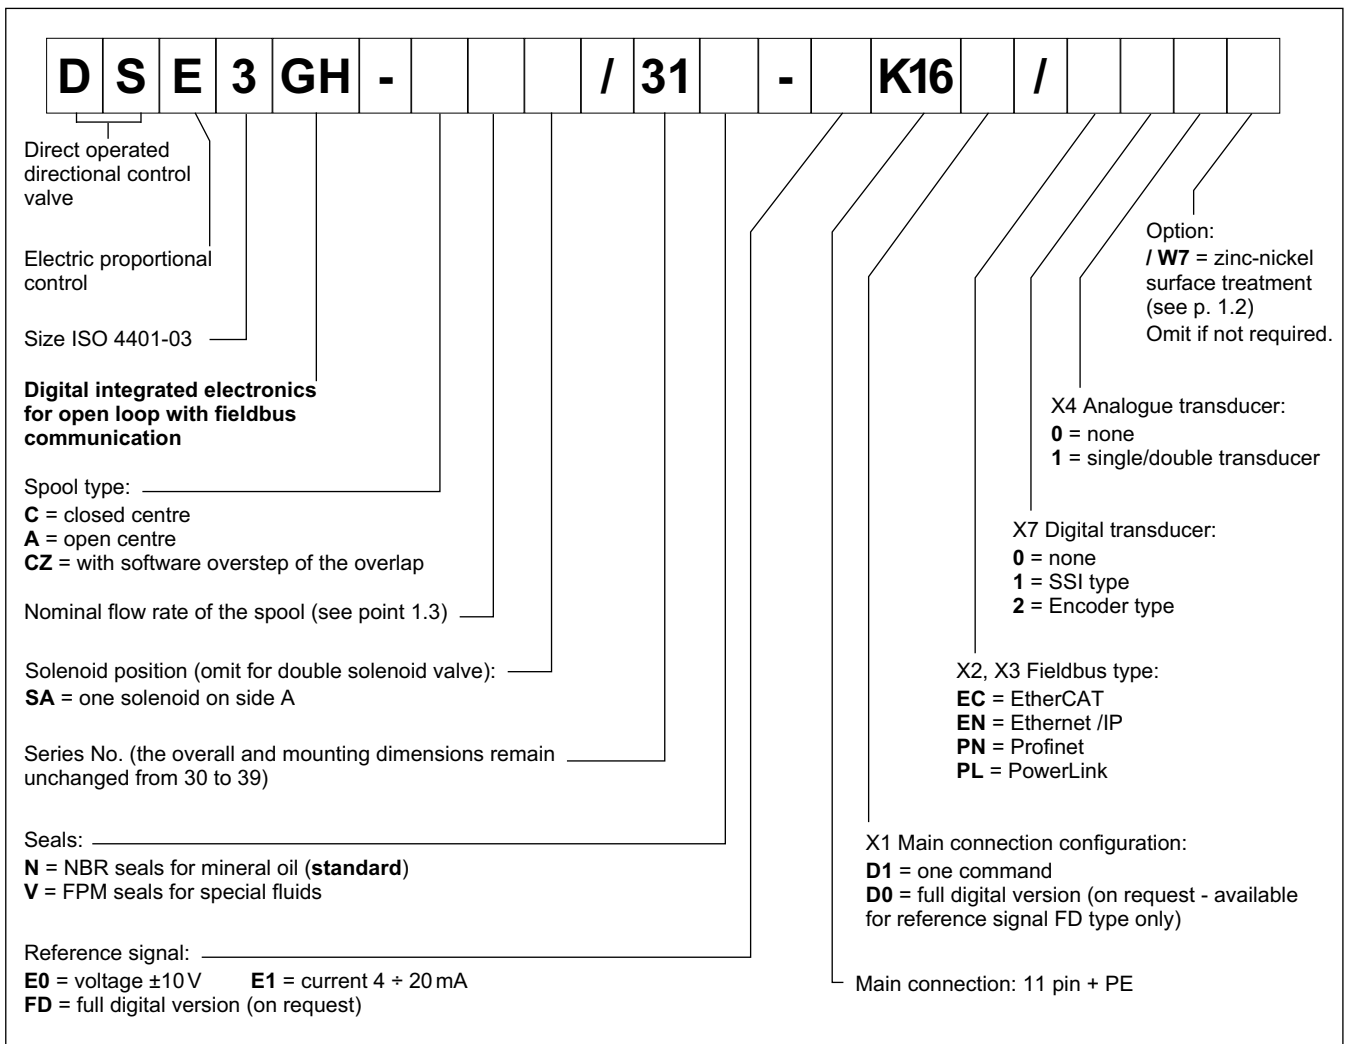 D S E 3 GH - / 31 - K16 /
Direct operated
directional control
valve
Electric proportional
control
Size ISO 4401-03
Digital integrated electronics
for open loop with fieldbus
communication
Spool type:
C = closed centre
A = open centre
CZ = with software overstep of the overlap
Nominal flow rate of the spool (see point 1.3)
Solenoid position (omit for double solenoid valve):
SA = one solenoid on side A
Series No. (the overall and mounting dimensions remain
unchanged from 30 to 39)
Seals:
N = NBR seals for mineral oil (standard)
V = FPM seals for special fluids
Reference signal:
E0 = voltage ±10 V E1 = current 4 ÷ 20 mA
FD = full digital version (on request)
Option:
/ W7 = zinc-nickel
surface treatment
(see p. 1.2)
Omit if not required.
X4 Analogue transducer:
0 = none
1 = single/double transducer
X7 Digital transducer:
0 = none
1 = SSI type
2 = Encoder type
X2, X3 Fieldbus type:
EC = EtherCAT
EN = Ethernet /IP
PN = Profinet
PL = PowerLink
X1 Main connection configuration:
D1 = one command
D0 = full digital version (on request - available
for reference signal FD type only)
Main connection: 11 pin + PE